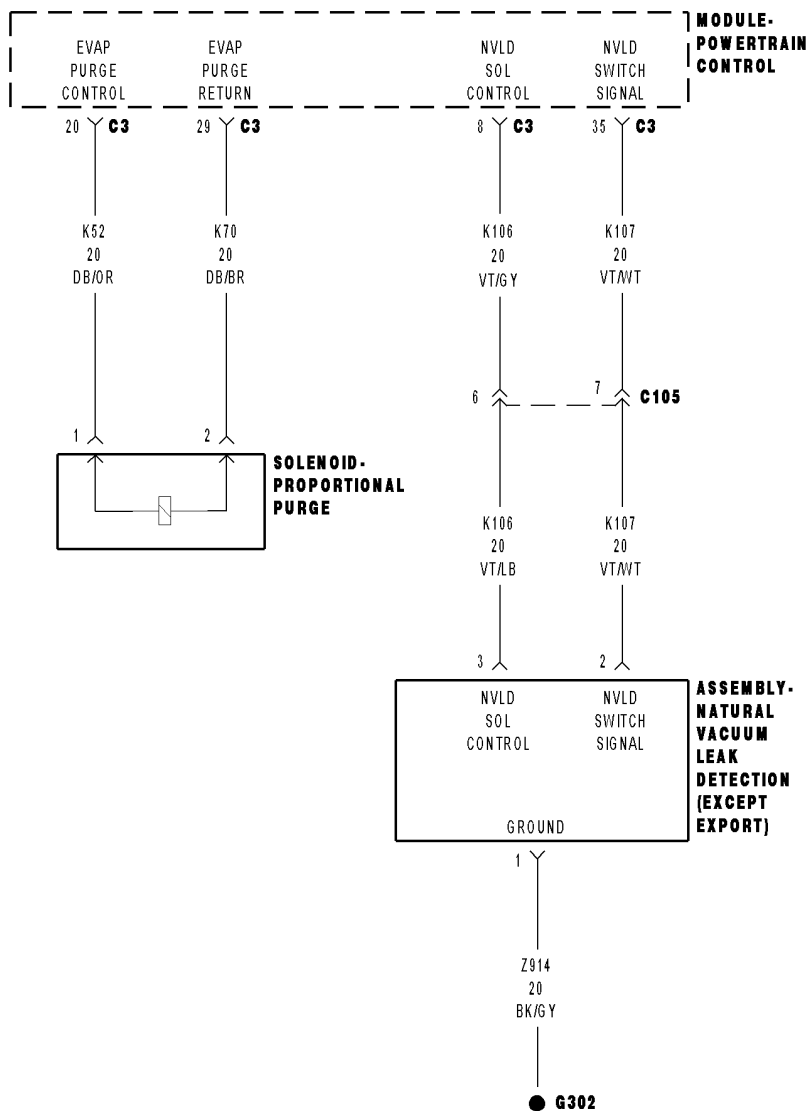 MODULE-
POWERTRAIN
CONTROL
EVAP
PURGE
CONTROL
EVAP
PURGE
RETURN
NVLD
SOL
CONTROL
NVLD
SWITCH
SIGNAL
20 C3
29 C3
8 C3
35 C3
K52
20
DB/OR
K70
20
DB/BR
K106
20
VT/GY
K107
20
VT/WT
6
7
C105
1
2
SOLENOID-
PROPORTIONAL
PURGE
K106
20
VT/LB
K107
20
VT/WT
3
2
NVLD
SOL
CONTROL
NVLD
SWITCH
SIGNAL
GROUND
ASSEMBLY-
NATURAL
VACUUM
LEAK
DETECTION
(EXCEPT
EXPORT)
1
Z914
20
BK/GY
G302